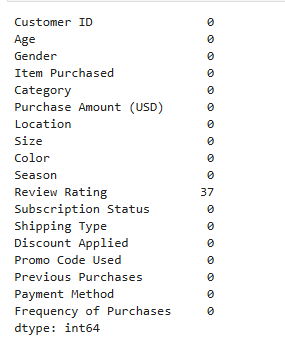 Customer ID 0
Age 0
Gender 0
Item Purchased 0
Category 0
Purchase Amount (USD) 0
Location 0
Size 0
Color 0
Season 0
Review Rating 37
Subscription Status 0
Shipping Type 0
Discount Applied 0
Promo Code Used 0
Previous Purchases 0
Payment Method 0
Frequency of Purchases 0
dtype: int64